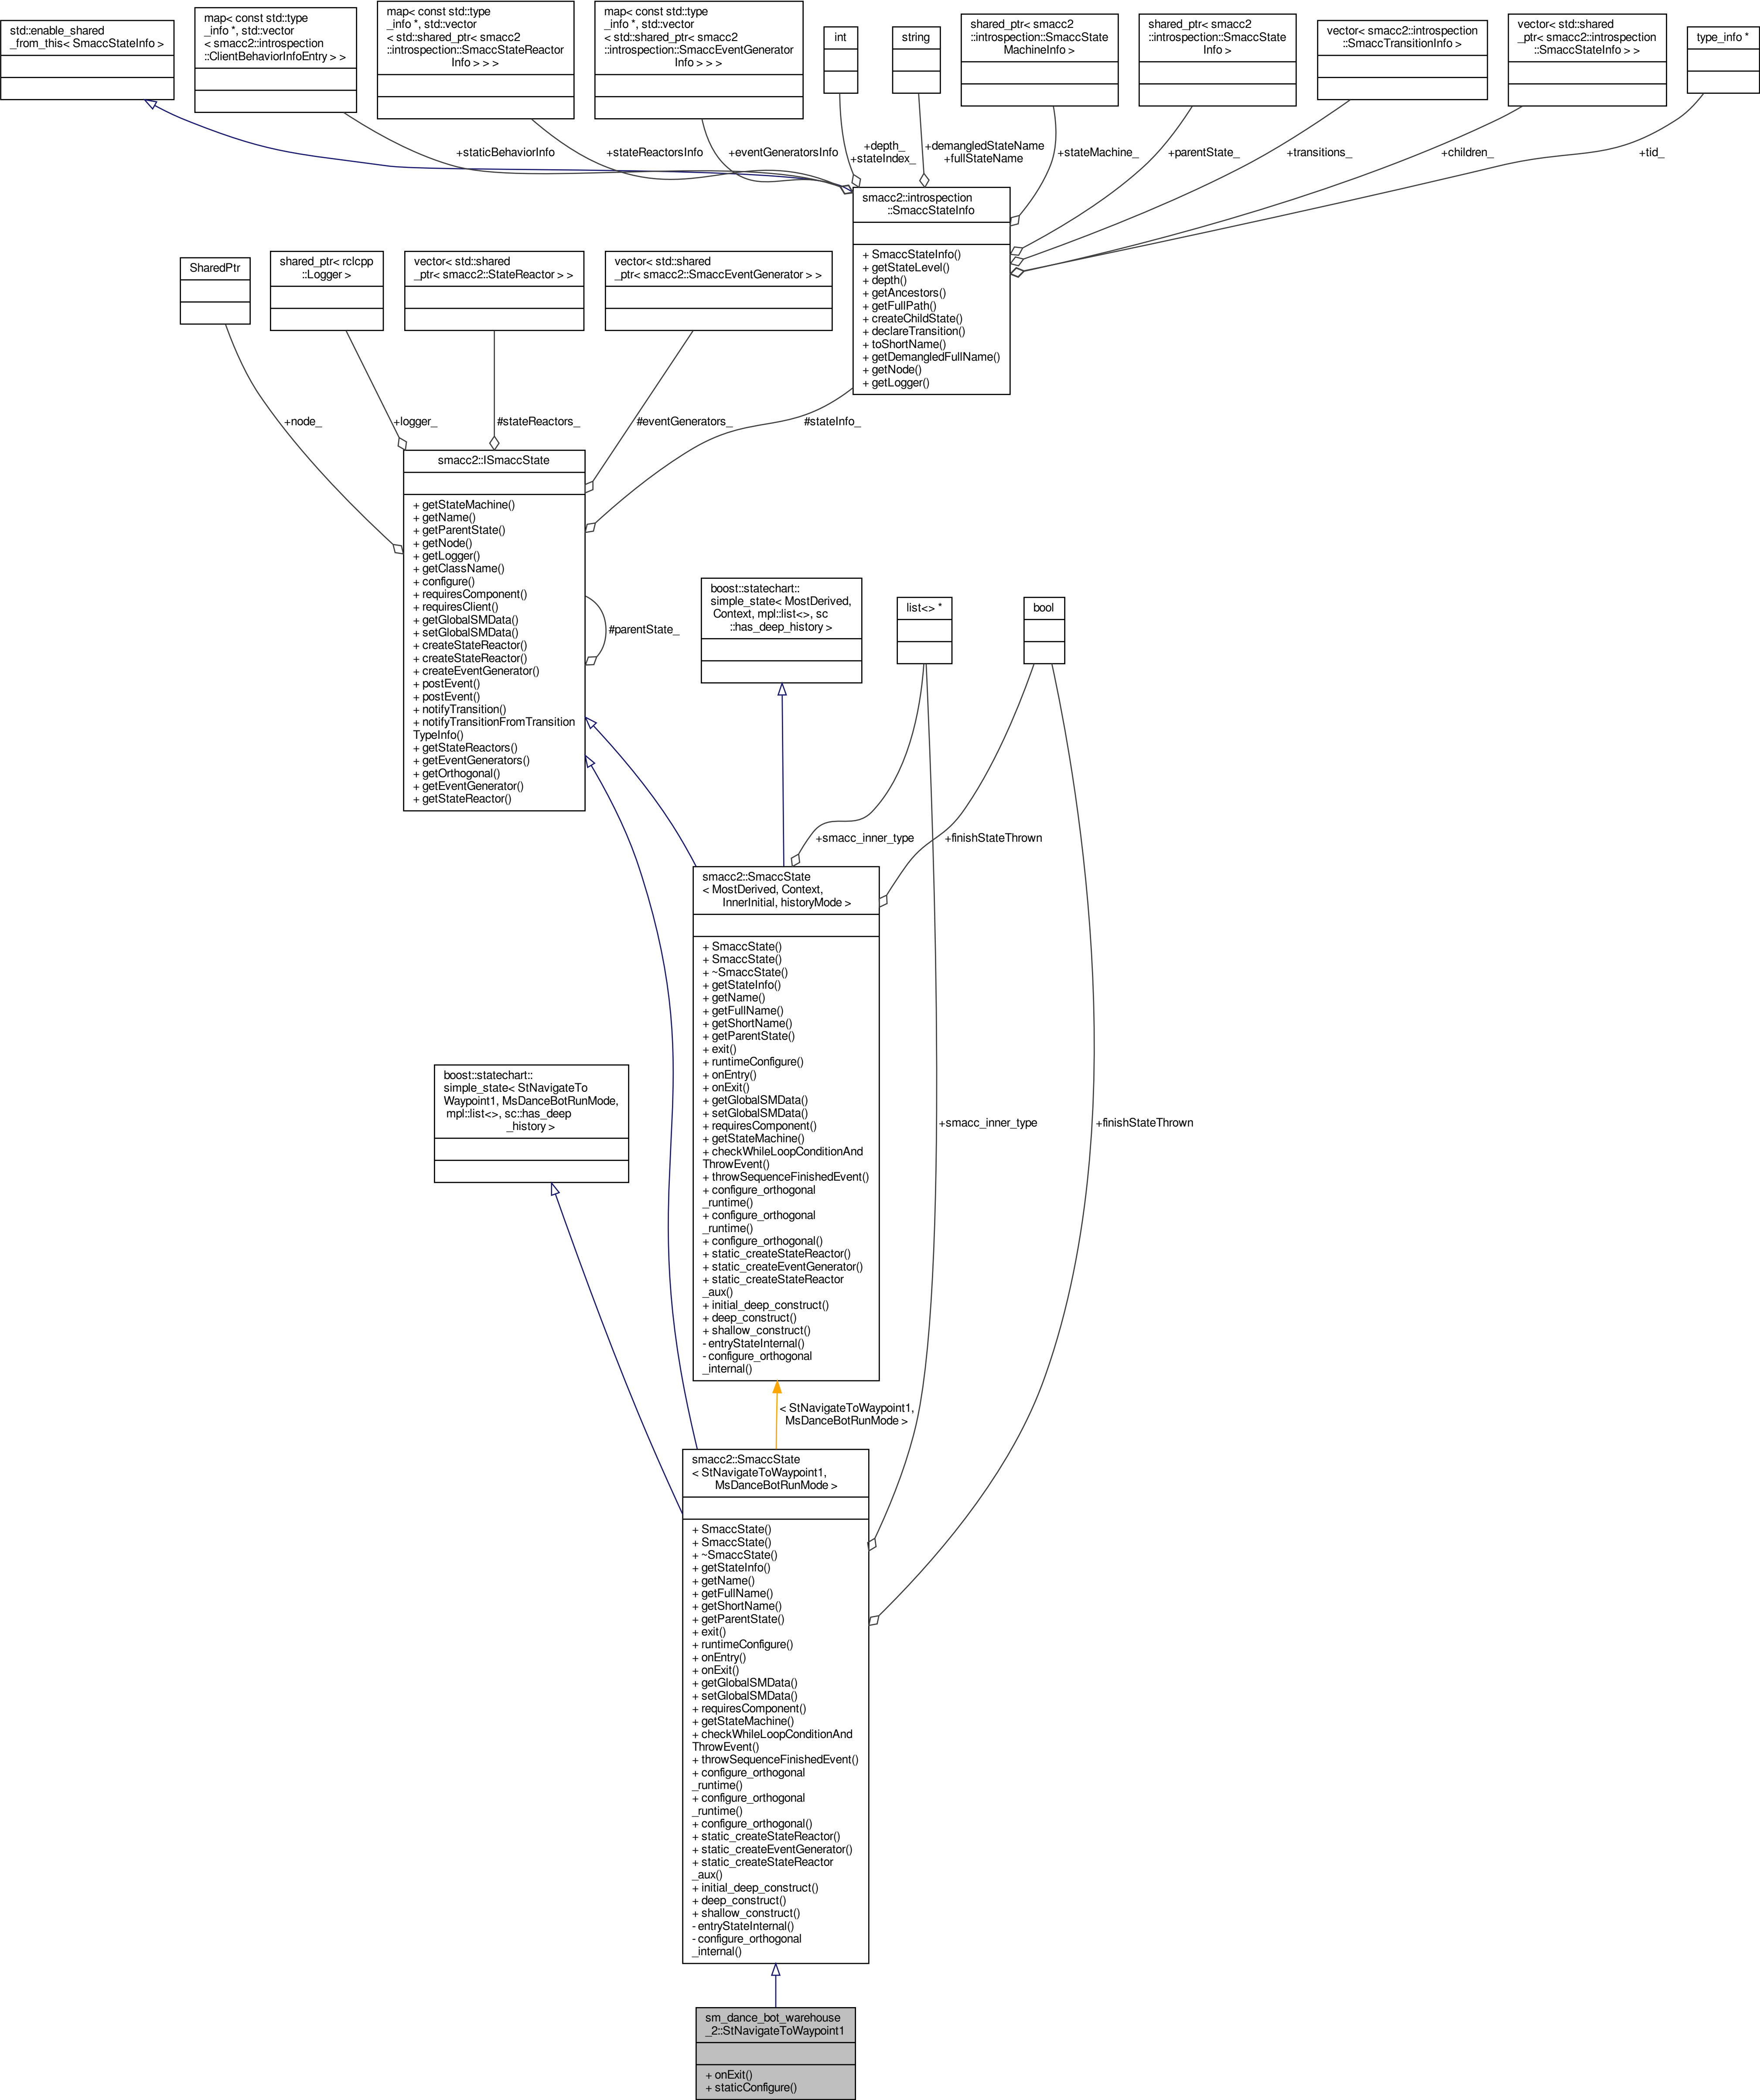 std::enable_shared
_from_this< SmaccStateInfo >
map< const std::type
_info *, std::vector
< smacc2::introspection
::ClientBehaviorInfoEntry > >
map< const std::type
_info *, std::vector
< std::shared_ptr< smacc2
::introspection::SmaccStateReactor
Info > > >
map< const std::type
_info *, std::vector
< std::shared_ptr< smacc2
::introspection::SmaccEventGenerator
Info > > >
int
string
shared_ptr< smacc2
::introspection::SmaccState
MachineInfo >
shared_ptr< smacc2
::introspection::SmaccState
Info >
vector< smacc2::introspection
::SmaccTransitionInfo >
vector< std::shared
_ptr< smacc2::introspection
::SmaccStateInfo > >
type_info *
+staticBehaviorInfo
+stateReactorsInfo
+eventGeneratorsInfo
+depth_
+stateIndex_
+demangledStateName
+fullStateName
+stateMachine_
+parentState_
+transitions_
+children_
+tid_
smacc2::introspection
::SmaccStateInfo
+ SmaccStateInfo()
+ getStateLevel()
+ depth()
+ getAncestors()
+ getFullPath()
+ createChildState()
+ declareTransition()
+ toShortName()
+ getDemangledFullName()
+ getNode()
+ getLogger()
SharedPtr
shared_ptr< rclcpp
::Logger >
vector< std::shared
_ptr< smacc2::StateReactor > >
vector< std::shared
_ptr< smacc2::SmaccEventGenerator > >
+node_
+logger_
#stateReactors_
#eventGenerators_
#stateInfo_
smacc2::ISmaccState
+ getStateMachine()
+ getName()
+ getParentState()
+ getNode()
+ getLogger()
+ getClassName()
+ configure()
+ requiresComponent()
+ requiresClient()
+ getGlobalSMData()
+ setGlobalSMData()
+ createStateReactor()
+ createStateReactor()
+ createEventGenerator()
+ postEvent()
+ postEvent()
+ notifyTransition()
+ notifyTransitionFromTransition
TypeInfo()
+ getStateReactors()
+ getEventGenerators()
+ getOrthogonal()
+ getEventGenerator()
+ getStateReactor()
#parentState_
boost::statechart::
simple_state< MostDerived,
Context, mpl::list<>, sc
::has_deep_history >
list<> *
bool
+smacc_inner_type
+finishStateThrown
smacc2::SmaccState
< MostDerived, Context,
InnerInitial, historyMode >
+ SmaccState()
+ SmaccState()
+ ~SmaccState()
+ getStateInfo()
+ getName()
+ getFullName()
+ getShortName()
+ getParentState()
+ exit()
+ runtimeConfigure()
+ onEntry()
+ onExit()
+ getGlobalSMData()
+ setGlobalSMData()
+ requiresComponent()
+ getStateMachine()
+ checkWhileLoopConditionAnd
ThrowEvent()
+ throwSequenceFinishedEvent()
+ configure_orthogonal
_runtime()
+ configure_orthogonal
_runtime()
+ configure_orthogonal()
+ static_createStateReactor()
+ static_createEventGenerator()
+ static_createStateReactor
_aux()
+ initial_deep_construct()
+ deep_construct()
+ shallow_construct()
- entryStateInternal()
- configure_orthogonal
_internal()
boost::statechart::
simple_state< StNavigateTo
Waypoint1, MsDanceBotRunMode,
mpl::list<>, sc::has_deep
_history >
+smacc_inner_type
+finishStateThrown
< StNavigateToWaypoint1,
MsDanceBotRunMode >
smacc2::SmaccState
< StNavigateToWaypoint1,
MsDanceBotRunMode >
+ SmaccState()
+ SmaccState()
+ ~SmaccState()
+ getStateInfo()
+ getName()
+ getFullName()
+ getShortName()
+ getParentState()
+ exit()
+ runtimeConfigure()
+ onEntry()
+ onExit()
+ getGlobalSMData()
+ setGlobalSMData()
+ requiresComponent()
+ getStateMachine()
+ checkWhileLoopConditionAnd
ThrowEvent()
+ throwSequenceFinishedEvent()
+ configure_orthogonal
_runtime()
+ configure_orthogonal
_runtime()
+ configure_orthogonal()
+ static_createStateReactor()
+ static_createEventGenerator()
+ static_createStateReactor
_aux()
+ initial_deep_construct()
+ deep_construct()
+ shallow_construct()
- entryStateInternal()
- configure_orthogonal
_internal()
sm_dance_bot_warehouse
_2::StNavigateToWaypoint1
+ onExit()
+ staticConfigure()